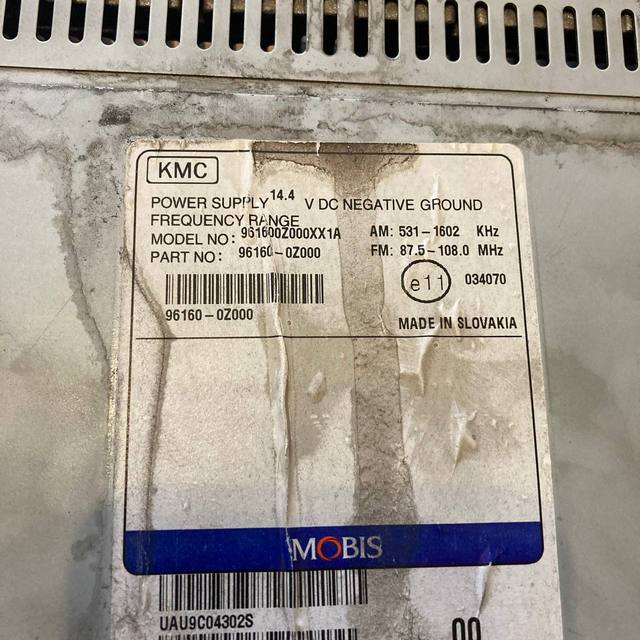 KMC
POWER SUPPLY 14.4 V DC NEGATIVE GROUND
FREQUENCY RANGE
MODEL NO: 961600Z000XX1A AM: 531-1602 KHz
PART NO: 96160-0Z000 FM: 87.5-108.0 MHz
e11 034070
96160-0Z000
MADE IN SLOVAKIA
MOBIS
UAU9C04302S
00